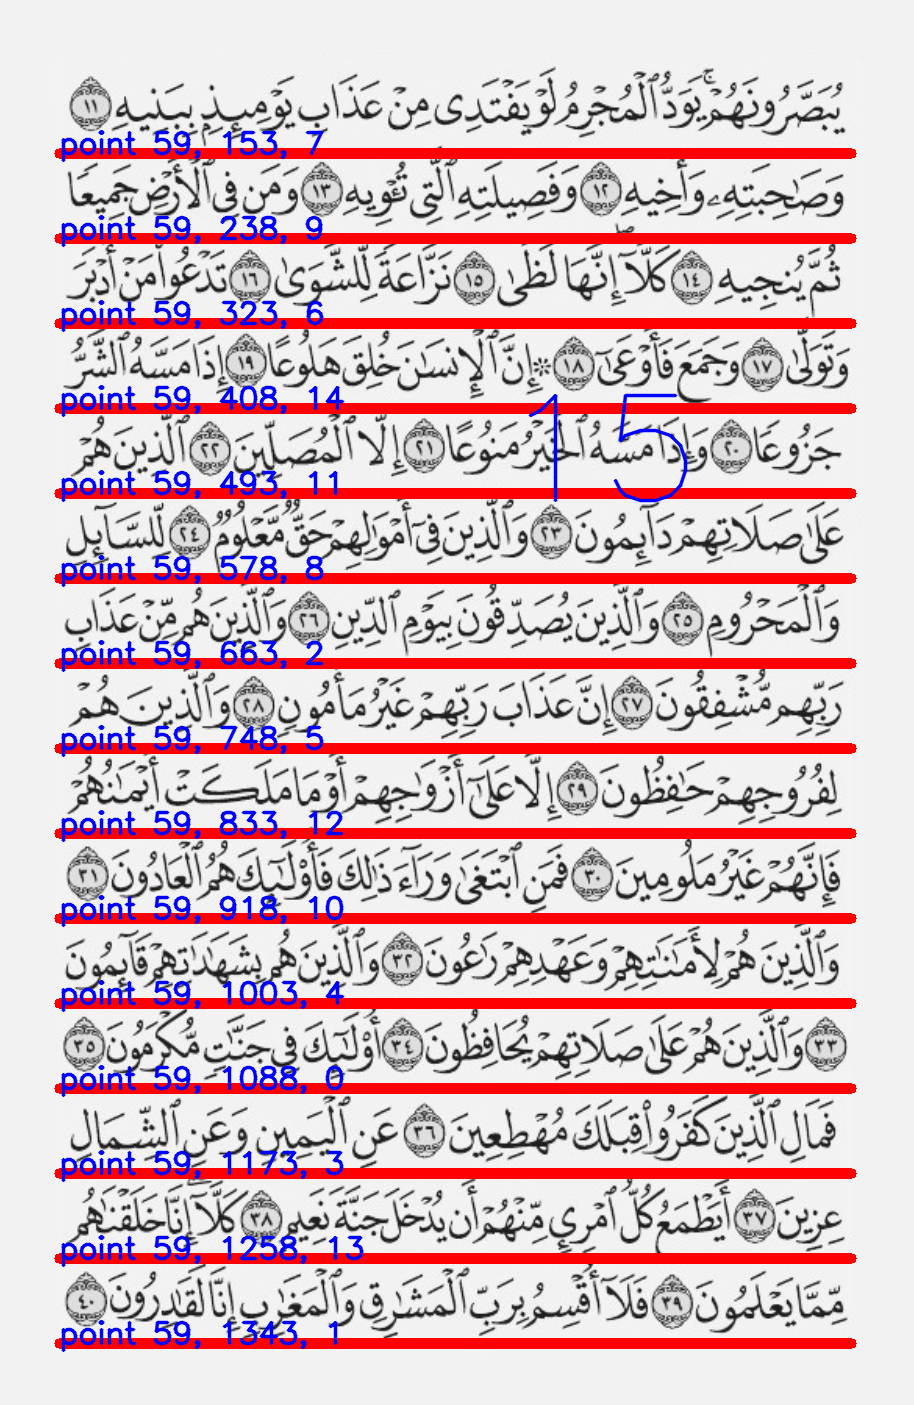 يُبَصَّرُونَهُمْ ۚ يَوَدُّ ٱلْمُجْرِمُ لَوْ يَفْتَدِى مِنْ عَذَابِ يَوْمِئِذٍۭ بِبَنِيهِ ١١
point 59, 153, 7
وَصَٰحِبَتِهِۦ وَأَخِيهِ ١٢ وَفَصِيلَتِهِ ٱلَّتِى تُـْٔوِيهِ ١٣ وَمَن فِى ٱلْأَرْضِ جَمِيعًا
point 59, 238, 9
ثُمَّ يُنجِيهِ ١٤ كَلَّآ ۖ إِنَّهَا لَظَىٰ ١٥ نَزَّاعَةً لِّلشَّوَىٰ ١٦ تَدْعُوا۟ مَنْ أَدْبَرَ
point 59, 323, 6
وَتَوَلَّىٰ ١٧ وَجَمَعَ فَأَوْعَىٰٓ ١٨ ۞ إِنَّ ٱلْإِنسَٰنَ خُلِقَ هَلُوعًا ١٩ إِذَا مَسَّهُ ٱلشَّرُّ
point 59, 408, 14
15
جَزُوعًا ٢٠ وَإِذَا مَسَّهُ ٱلْخَيْرُ مَنُوعًا ٢١ إِلَّا ٱلْمُصَلِّينَ ٢٢ ٱلَّذِينَ هُمْ
point 59, 493, 11
عَلَىٰ صَلَاتِهِمْ دَآئِمُونَ ٢٣ وَٱلَّذِينَ فِىٓ أَمْوَٰلِهِمْ حَقٌّ مَّعْلُومٌ ٢٤ لِّلسَّآئِلِ
point 59, 578, 8
وَٱلْمَحْرُومِ ٢٥ وَٱلَّذِينَ يُصَدِّقُونَ بِيَوْمِ ٱلدِّينِ ٢٦ وَٱلَّذِينَ هُم مِّنْ عَذَابِ
point 59, 663, 2
رَبِّهِم مُّشْفِقُونَ ٢٧ إِنَّ عَذَابَ رَبِّهِمْ غَيْرُ مَأْمُونٍ ٢٨ وَٱلَّذِينَ هُمْ
point 59, 748, 5
لِفُرُوجِهِمْ حَٰفِظُونَ ٢٩ إِلَّا عَلَىٰٓ أَزْوَٰجِهِمْ أَوْ مَا مَلَكَتْ أَيْمَٰنُهُمْ
point 59, 833, 12
فَإِنَّهُمْ غَيْرُ مَلُومِينَ ٣٠ فَمَنِ ٱبْتَغَىٰ وَرَآءَ ذَٰلِكَ فَأُو۟لَٰٓئِكَ هُمُ ٱلْعَادُونَ ٣١
point 59, 918, 10
وَٱلَّذِينَ هُمْ لِأَمَٰنَٰتِهِمْ وَعَهْدِهِمْ رَٰعُونَ ٣٢ وَٱلَّذِينَ هُم بِشَهَٰدَٰتِهِمْ قَآئِمُونَ
point 59, 1003, 4
٣٣ وَٱلَّذِينَ هُمْ عَلَىٰ صَلَاتِهِمْ يُحَافِظُونَ ٣٤ أُو۟لَٰٓئِكَ فِى جَنَّٰتٍ مُّكْرَمُونَ ٣٥
point 59, 1088, 0
فَمَالِ ٱلَّذِينَ كَفَرُوا۟ قِبَلَكَ مُهْطِعِينَ ٣٦ عَنِ ٱلْيَمِينِ وَعَنِ ٱلشِّمَالِ
point 59, 1173, 3
عِزِينَ ٣٧ أَيَطْمَعُ كُلُّ ٱمْرِئٍ مِّنْهُمْ أَن يُدْخَلَ جَنَّةَ نَعِيمٍ ٣٨ كَلَّآ ۖ إِنَّا خَلَقْنَٰهُم
point 59, 1258, 13
مِّمَّا يَعْلَمُونَ ٣٩ فَلَآ أُقْسِمُ بِرَبِّ ٱلْمَشَٰرِقِ وَٱلْمَغَٰرِبِ إِنَّا لَقَٰدِرُونَ ٤٠
point 59, 1343, 1